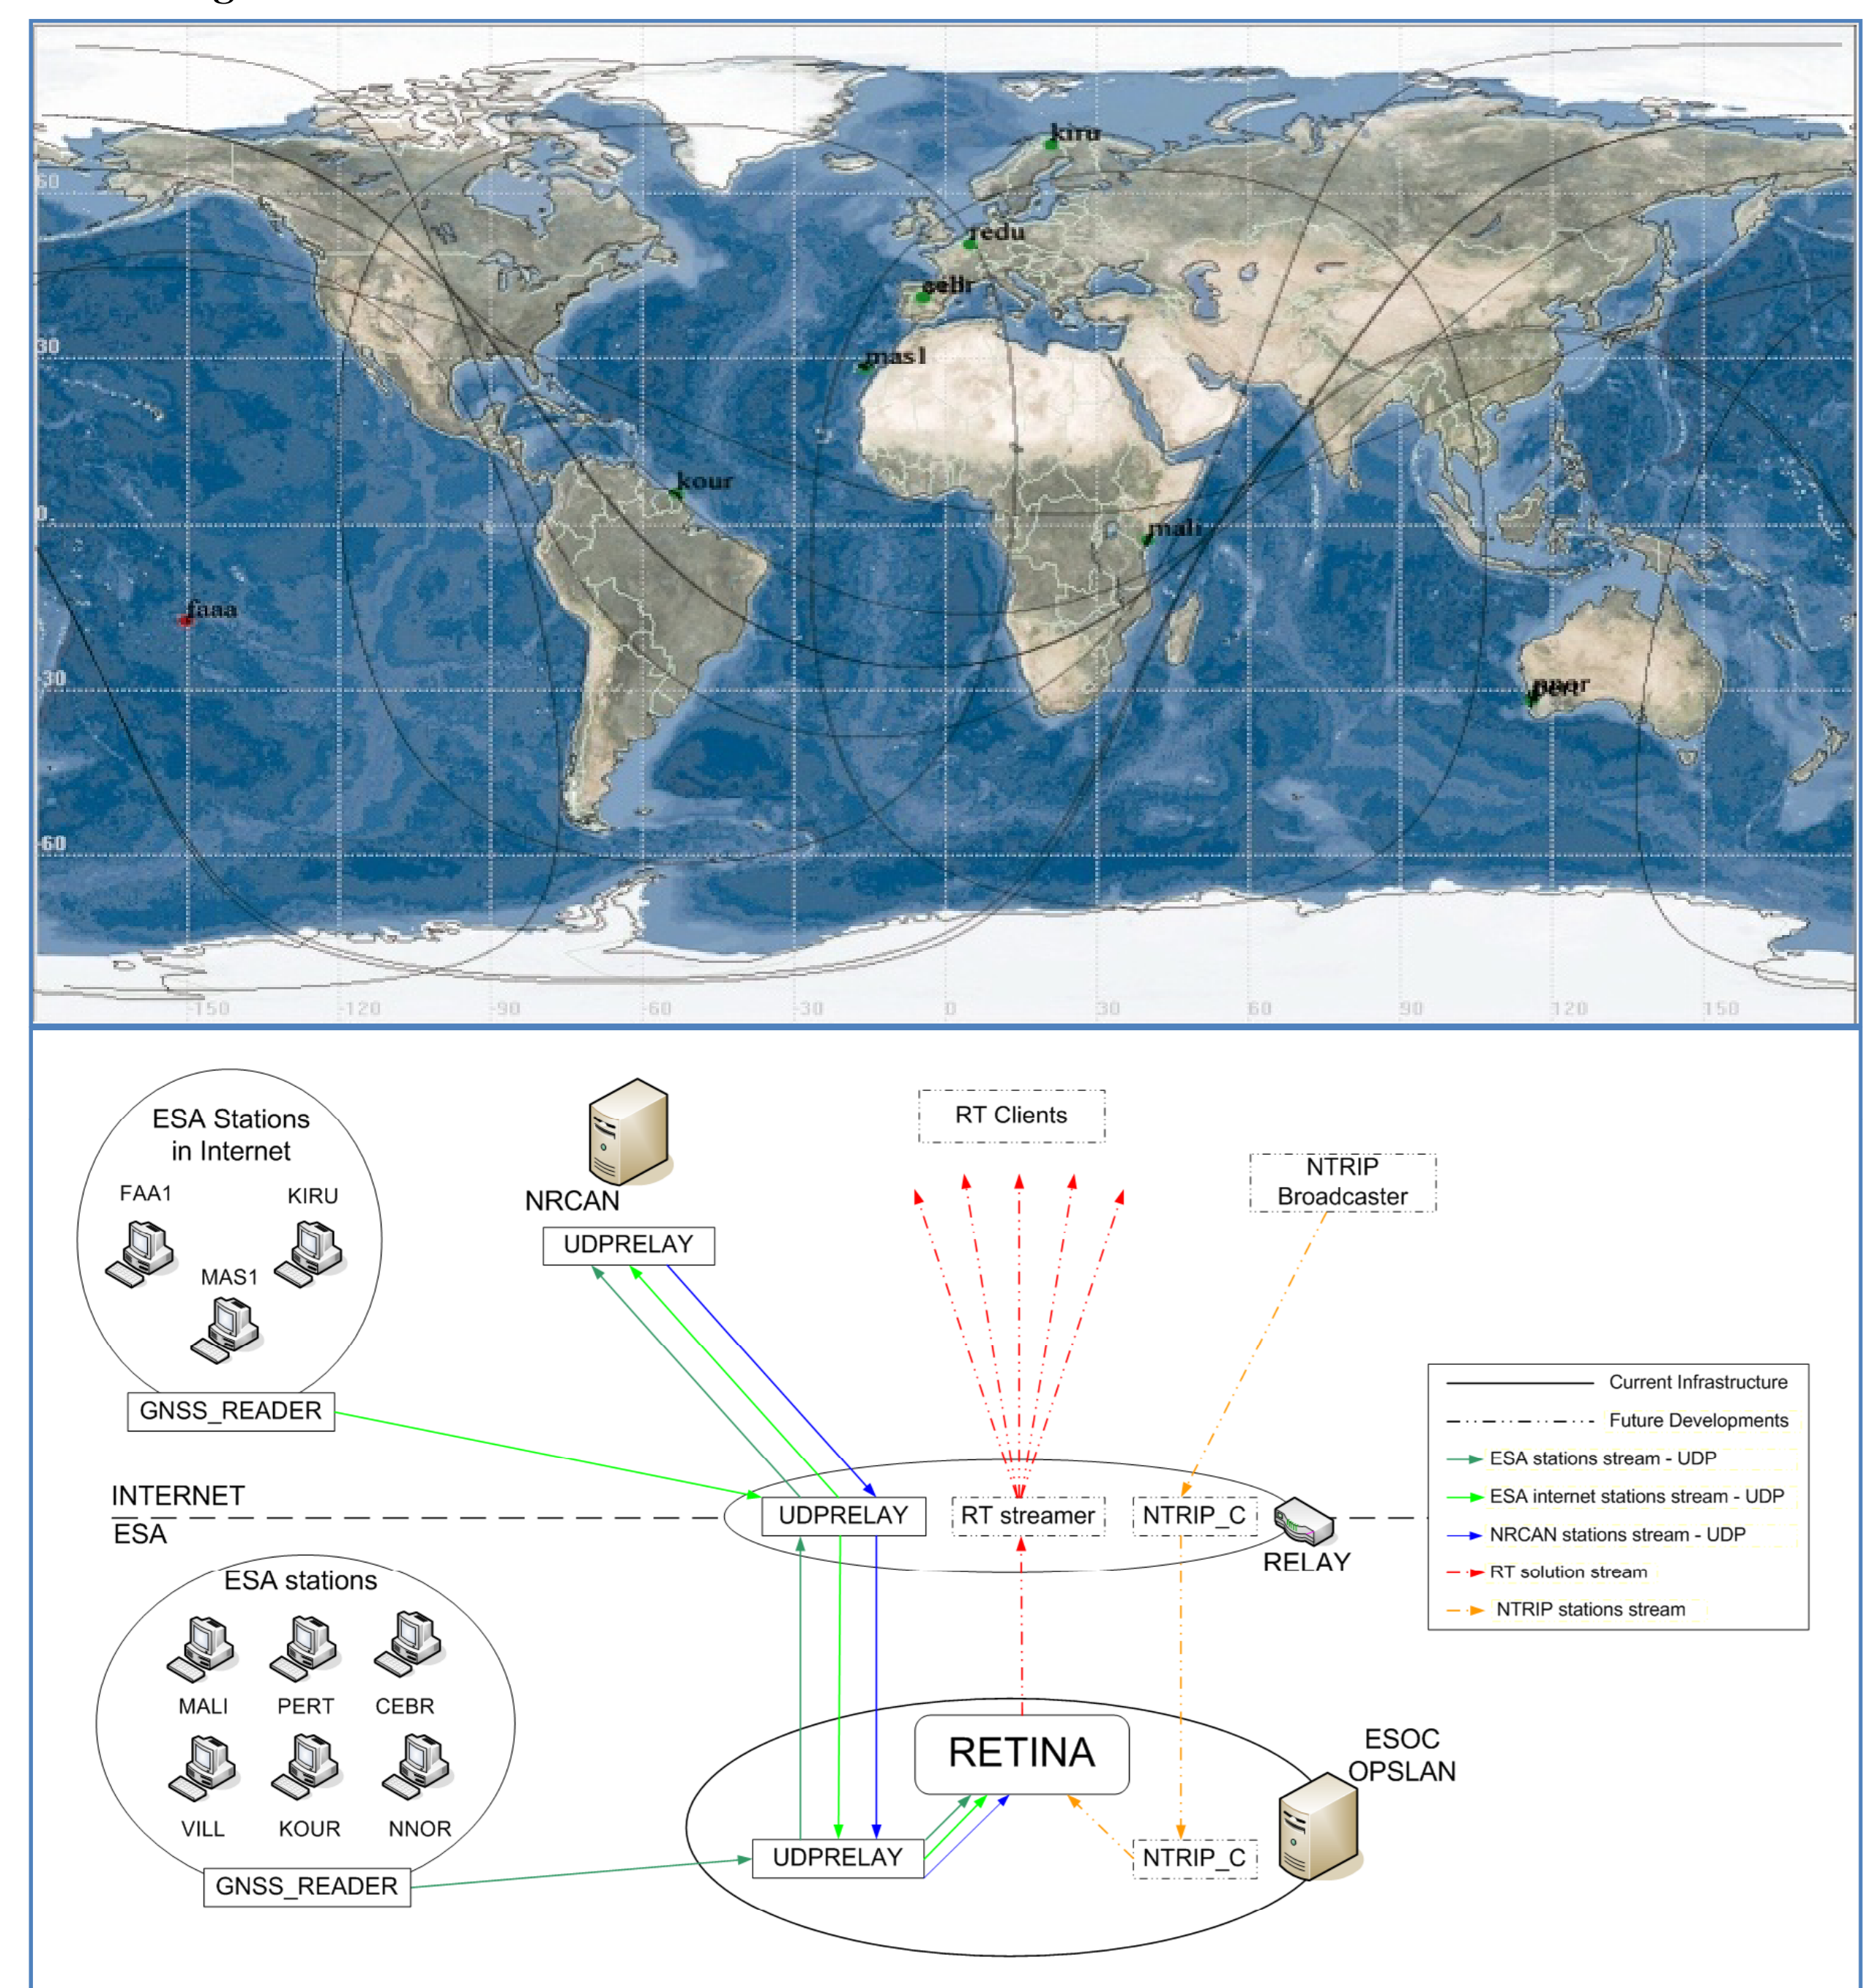 kiru
60
redu
30
mas1
kour
0
mali
faaa
-30
-60
-150
-120
-90
-60
-30
0
30
60
90
120
150
ESA Stations
in Internet
FAA1
KIRU
MAS1
GNSS_READER
NRCAN
UDPRELAY
RT Clients
NTRIP
Broadcaster
Current Infrastructure
Future Developments
ESA stations stream - UDP
ESA internet stations stream - UDP
NRCAN stations stream - UDP
RT solution stream
NTRIP stations stream
INTERNET
ESA
UDPRELAY
RT streamer
NTRIP_C
RELAY
ESA stations
MALI
PERT
CEBR
VILL
KOUR
NNOR
GNSS_READER
RETINA
ESOC
OPSLAN
UDPRELAY
NTRIP_C